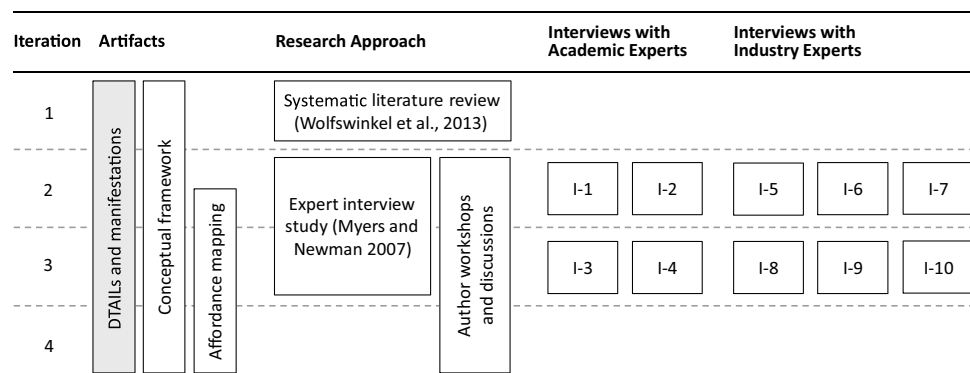 Iteration Artifacts Research Approach Interviews with Academic Experts Interviews with Industry Experts
1
Systematic literature review
(Wolfswinkel et al., 2013)
2
3
4
DTAILs and manifestations
Conceptual framework
Affordance mapping
Expert interview
study (Myers and
Newman 2007)
Author workshops
and discussions
I-1 I-2 I-5 I-6 I-7
I-3 I-4 I-8 I-9 I-10